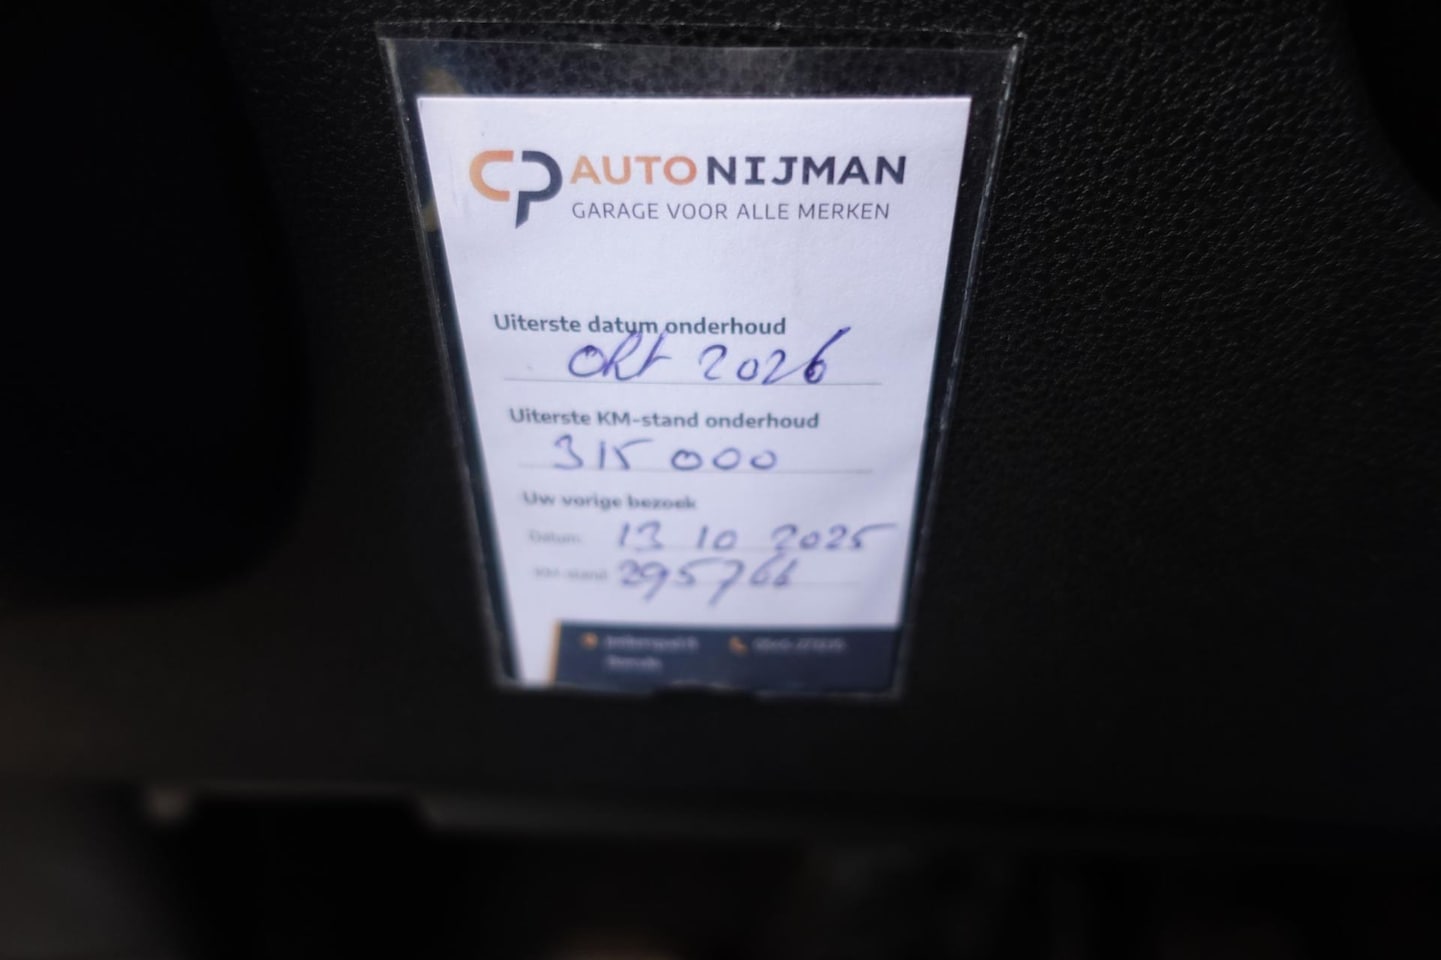 CP AUTO NIJMAN
GARAGE VOOR ALLE MERKEN
Uiterste datum onderhoud
okt 2026
Uiterste KM-stand onderhoud
315 000
Uw vorige bezoek
Datum 13 10 2025
KM-stand 295766